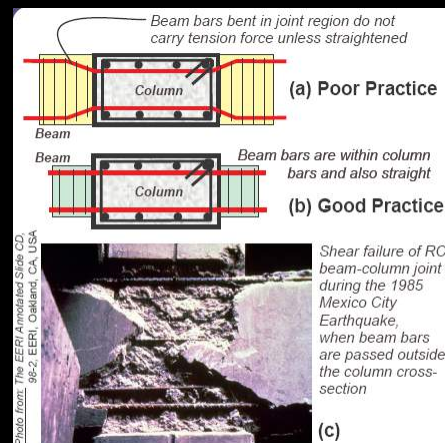 Beam bars bent in joint region do not
carry tension force unless straightened
Column
(a) Poor Practice
Beam
Beam
Beam bars are within column
bars and also straight
Column
(b) Good Practice
Photo from: The EERI Annotated Slide CD,
98-2, EERI, Oakland, CA, USA
Shear failure of RC
beam-column joint
during the 1985
Mexico City
Earthquake,
when beam bars
are passed outside
the column cross-
section
(c)